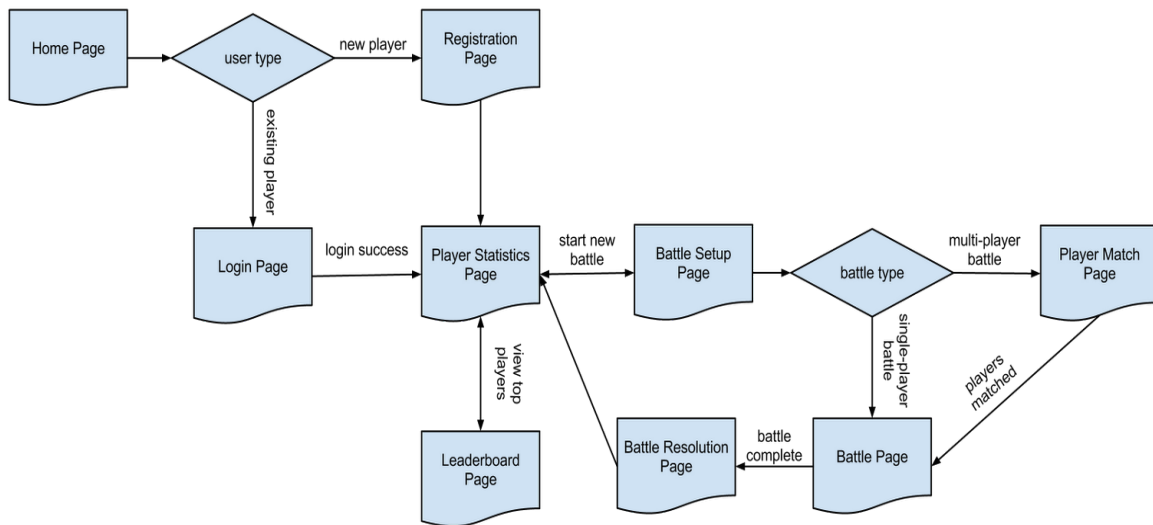 Home Page
user type
new player
Registration
Page
existing player
Login Page
login success
Player Statistics
Page
start new
battle
Battle Setup
Page
battle type
multi-player
battle
Player Match
Page
single-player
battle
players
matched
view top
players
Leaderboard
Page
Battle Resolution
Page
battle
complete
Battle Page